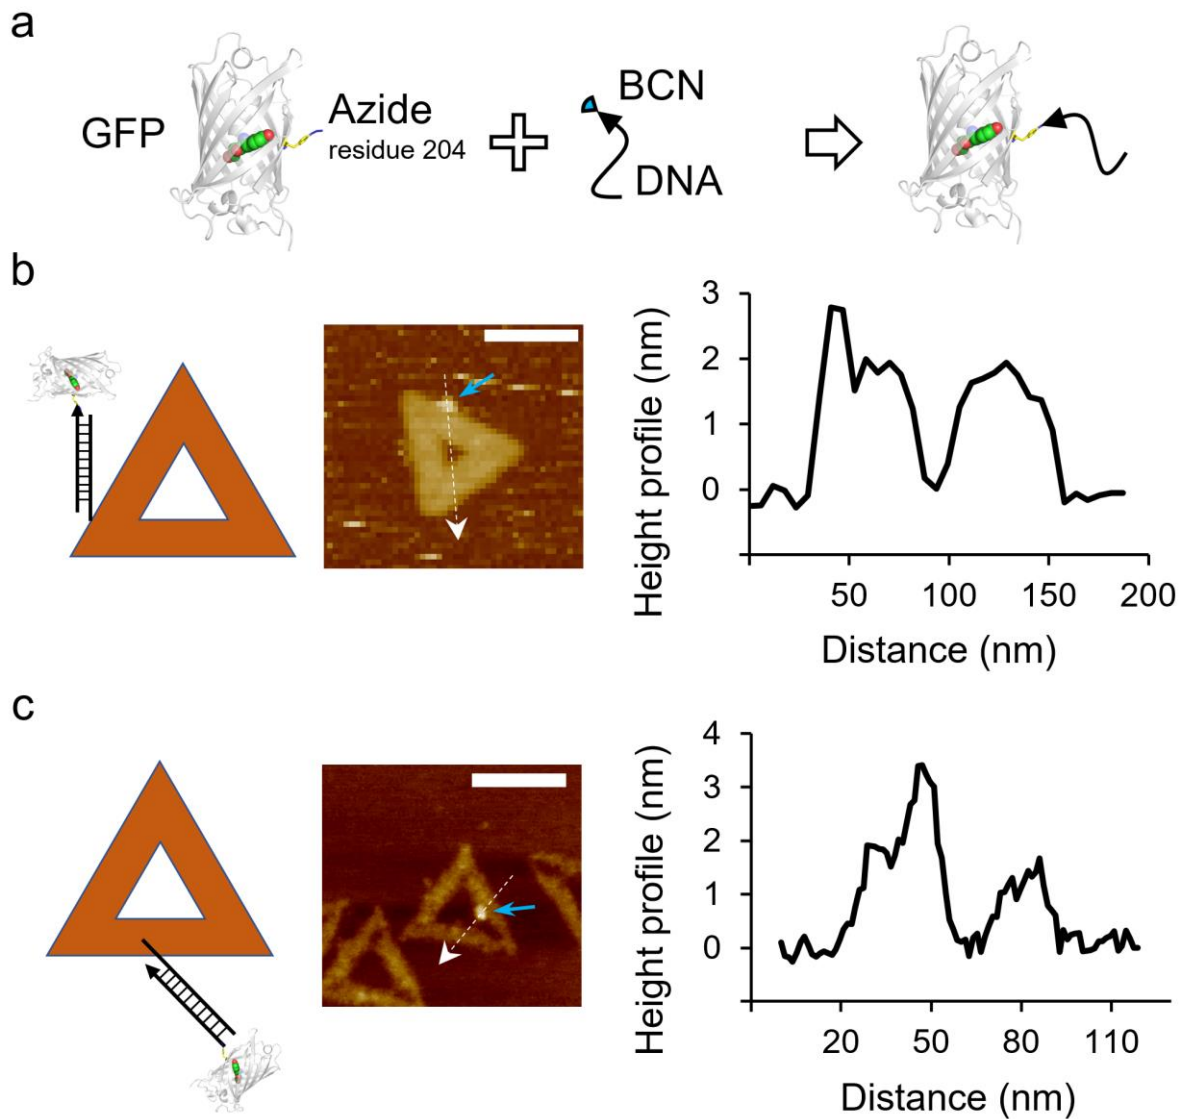 a
GFP
Azide
residue 204
BCN
DNA
b
Height profile (nm)
3
2
1
0
50 100 150 200
Distance (nm)
c
Height profile (nm)
4
3
2
1
0
20 50 80 110
Distance (nm)